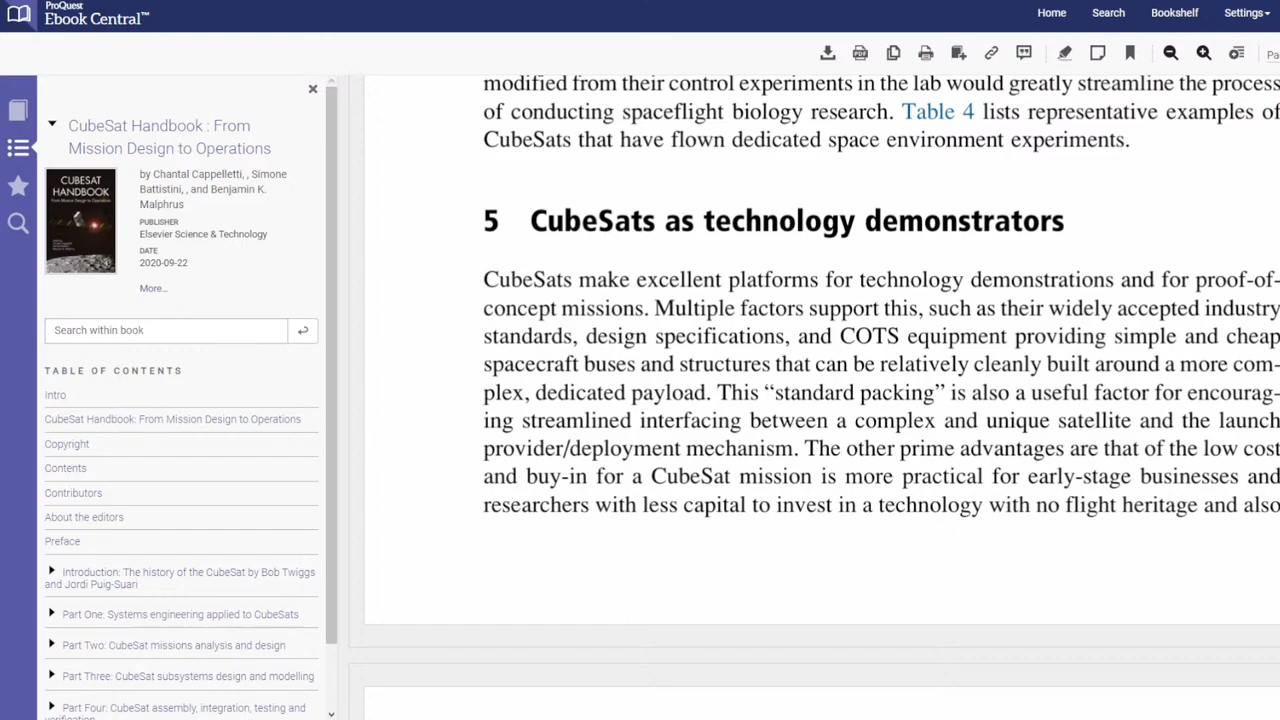 ProQuest
Ebook Central™
Home
Search
Bookshelf
Settings
CubeSat Handbook : From
Mission Design to Operations
CUBESAT
HANDBOOK
From Mission Design to Operations
by Chantal Cappelletti, , Simone
Battistini, , and Benjamin K.
Malphrus
PUBLISHER
Elsevier Science & Technology
DATE
2020-09-22
More...
Search within book
TABLE OF CONTENTS
Intro
CubeSat Handbook: From Mission Design to Operations
Copyright
Contents
Contributors
About the editors
Preface
Introduction: The history of the CubeSat by Bob Twiggs
and Jordi Puig-Suari
Part One: Systems engineering applied to CubeSats
Part Two: CubeSat missions analysis and design
Part Three: CubeSat subsystems design and modelling
Part Four: CubeSat assembly, integration, testing and
verification
PDF
Pa
modified from their control experiments in the lab would greatly streamline the process
of conducting spaceflight biology research. Table 4 lists representative examples of
CubeSats that have flown dedicated space environment experiments.
5 CubeSats as technology demonstrators
CubeSats make excellent platforms for technology demonstrations and for proof-of-
concept missions. Multiple factors support this, such as their widely accepted industry
standards, design specifications, and COTS equipment providing simple and cheap
spacecraft buses and structures that can be relatively cleanly built around a more com-
plex, dedicated payload. This “standard packing” is also a useful factor for encourag-
ing streamlined interfacing between a complex and unique satellite and the launch
provider/deployment mechanism. The other prime advantages are that of the low cost
and buy-in for a CubeSat mission is more practical for early-stage businesses and
researchers with less capital to invest in a technology with no flight heritage and also